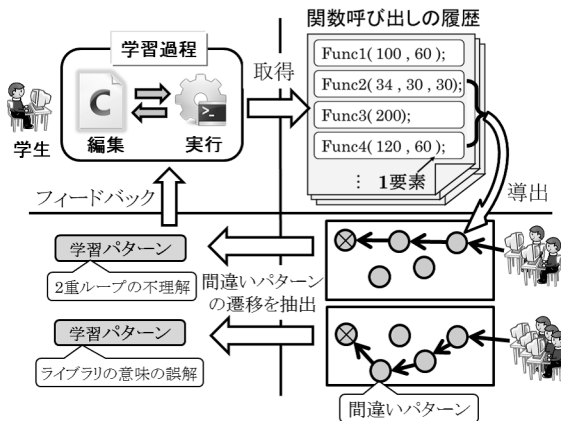 関数呼び出しの履歴
学習過程
取得
Func1( 100 , 60 );
Func2( 34 , 30 , 30);
Func3( 200);
Func4( 120 , 60 );
⋮ 1要素
C
>_
学生
編集
実行
フィードバック
導出
学習パターン
2重ループの不理解
間違いパターン
の遷移を抽出
学習パターン
ライブラリの意味の誤解
間違いパターン